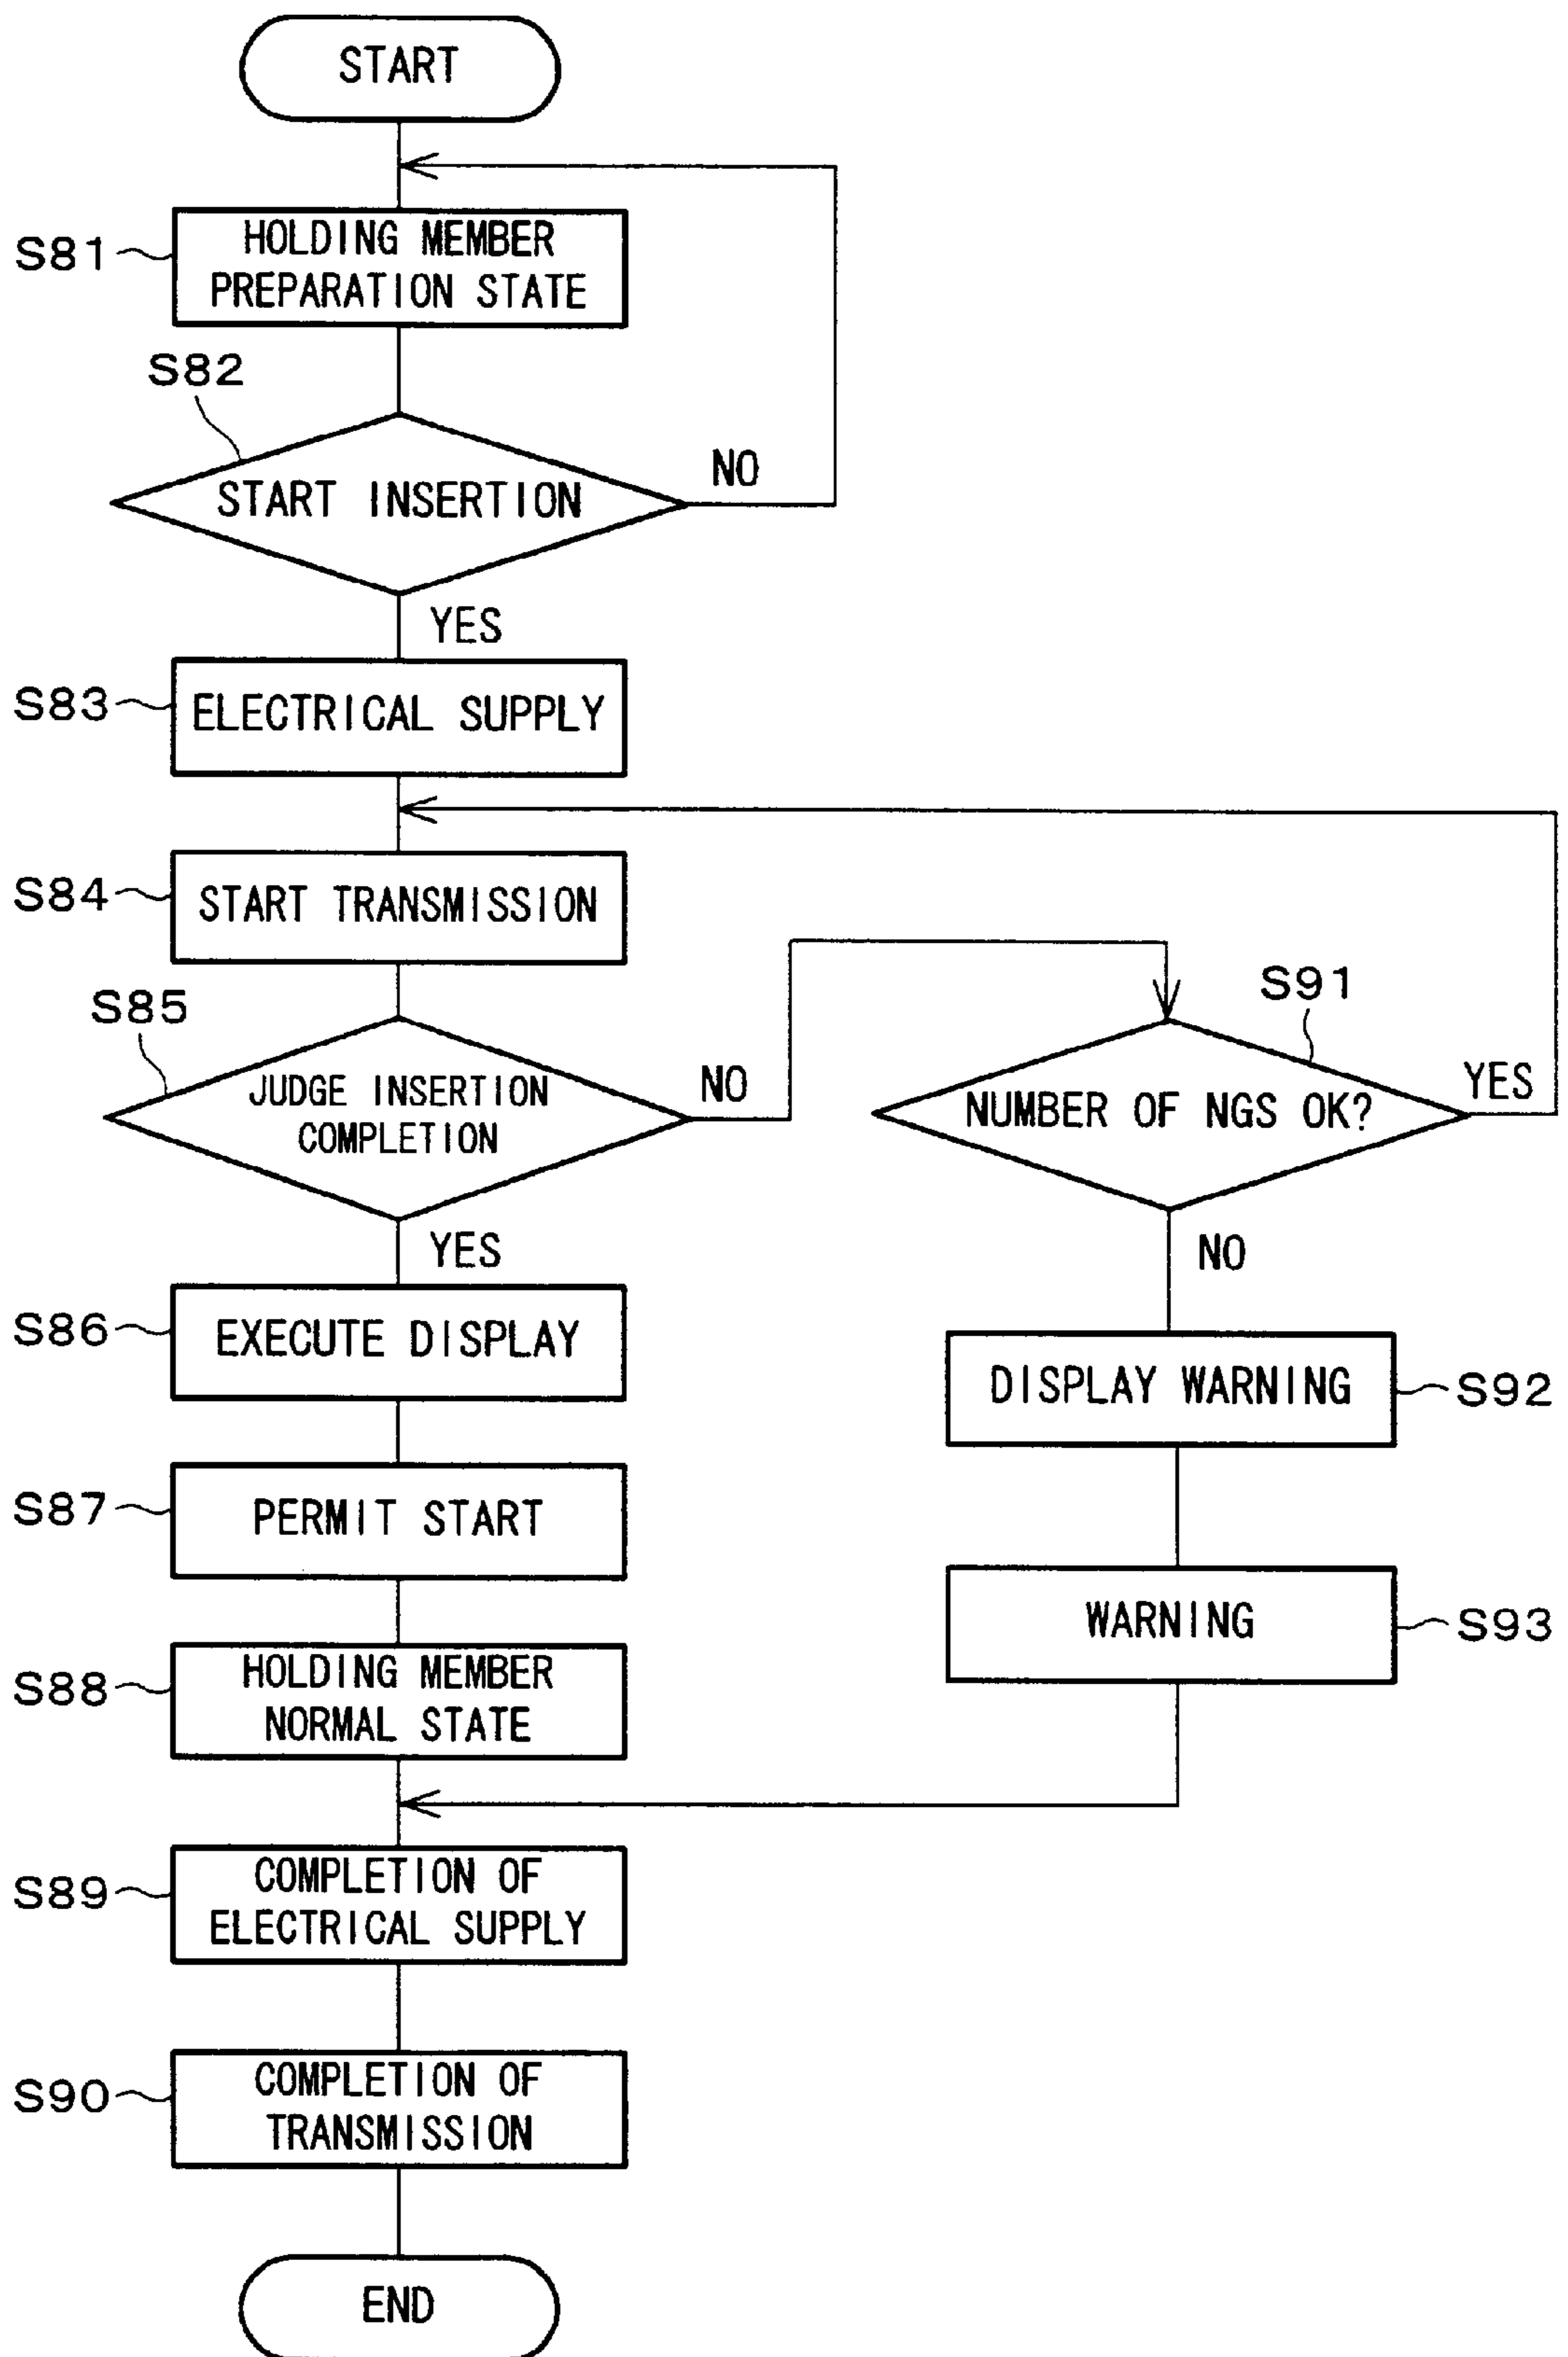 START
S81
HOLDING MEMBER
PREPARATION STATE
S82
START INSERTION
NO
YES
S83
ELECTRICAL SUPPLY
S84
START TRANSMISSION
S85
JUDGE INSERTION
COMPLETION
NO
S91
NUMBER OF NGS OK?
YES
YES
NO
S86
EXECUTE DISPLAY
DISPLAY WARNING
S92
S87
PERMIT START
WARNING
S93
S88
HOLDING MEMBER
NORMAL STATE
S89
COMPLETION OF
ELECTRICAL SUPPLY
S90
COMPLETION OF
TRANSMISSION
END